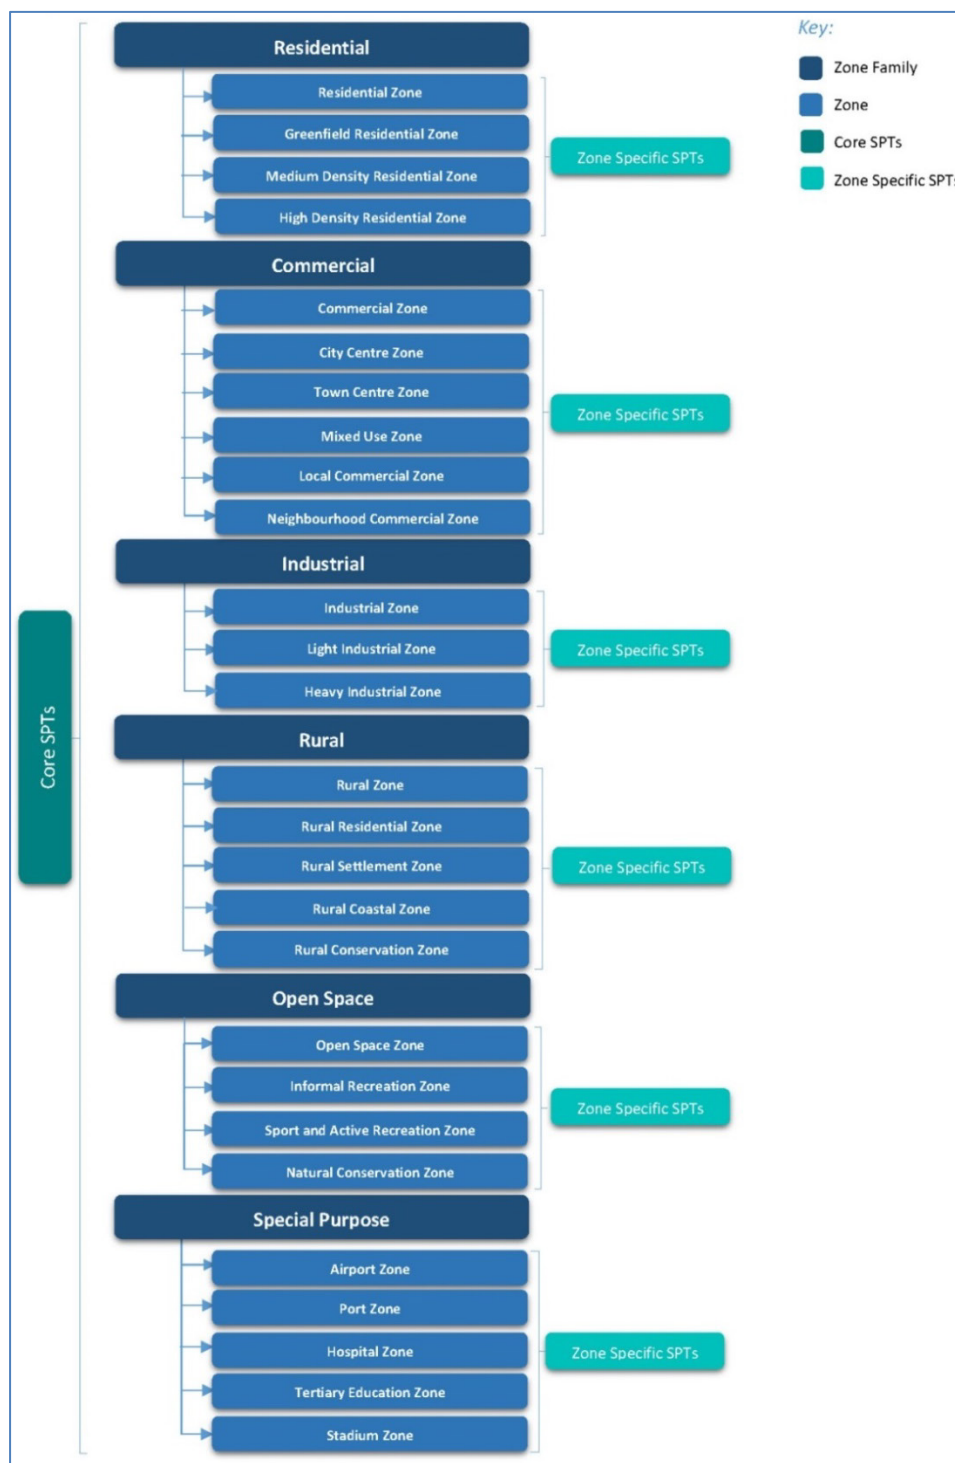 Key:
Zone Family
Zone
Core SPTs
Zone Specific SPTs
Core SPTs
Residential
Residential Zone
Greenfield Residential Zone
Medium Density Residential Zone
High Density Residential Zone
Zone Specific SPTs
Commercial
Commercial Zone
City Centre Zone
Town Centre Zone
Mixed Use Zone
Local Commercial Zone
Neighbourhood Commercial Zone
Zone Specific SPTs
Industrial
Industrial Zone
Light Industrial Zone
Heavy Industrial Zone
Zone Specific SPTs
Rural
Rural Zone
Rural Residential Zone
Rural Settlement Zone
Rural Coastal Zone
Rural Conservation Zone
Zone Specific SPTs
Open Space
Open Space Zone
Informal Recreation Zone
Sport and Active Recreation Zone
Natural Conservation Zone
Zone Specific SPTs
Special Purpose
Airport Zone
Port Zone
Hospital Zone
Tertiary Education Zone
Stadium Zone
Zone Specific SPTs